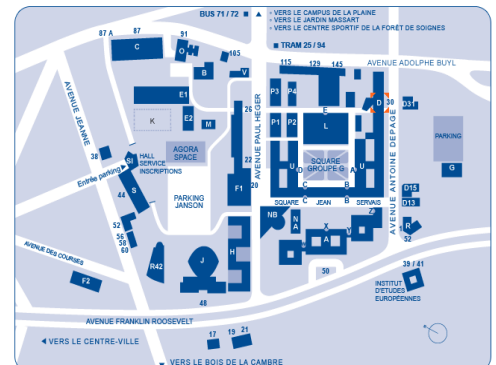 BUS 71 / 72
- VERS LE CAMPUS DE LA PLAINE
- VERS LE JARDIN MASSART
- VERS LE CENTRE SPORTIF DE LA FORÊT DE SOIGNES
TRAM 25 / 94
AVENUE ADOLPHE BUYL
87 A
87
91
105
115
129
145
C
O
B
V
E1
E2
K
M
P3
P4
P1
P2
E
L
D
30
D31
PARKING
G
AVENUE JEANNE
AVENUE PAUL HEGER
AVENUE ANTOINE DEPAGE
26
22
20
38
SI
HALL
SERVICE
INSCRIPTIONS
AGORA
SPACE
Entrée parking
44
S
PARKING
JANSON
F1
U
D
SQUARE
GROUPE G
A
U
C
B
C
B
SQUARE
JEAN
SERVAIS
D15
D13
R
52
52
56
58
60
R42
J
H
NB
N
A
X
A
Y
Z
48
50
39 / 41
INSTITUT
D'ETUDES
EUROPÉENNES
AVENUE DES COURSES
F2
AVENUE FRANKLIN ROOSEVELT
17
19
21
VERS LE CENTRE-VILLE
VERS LE BOIS DE LA CAMBRE